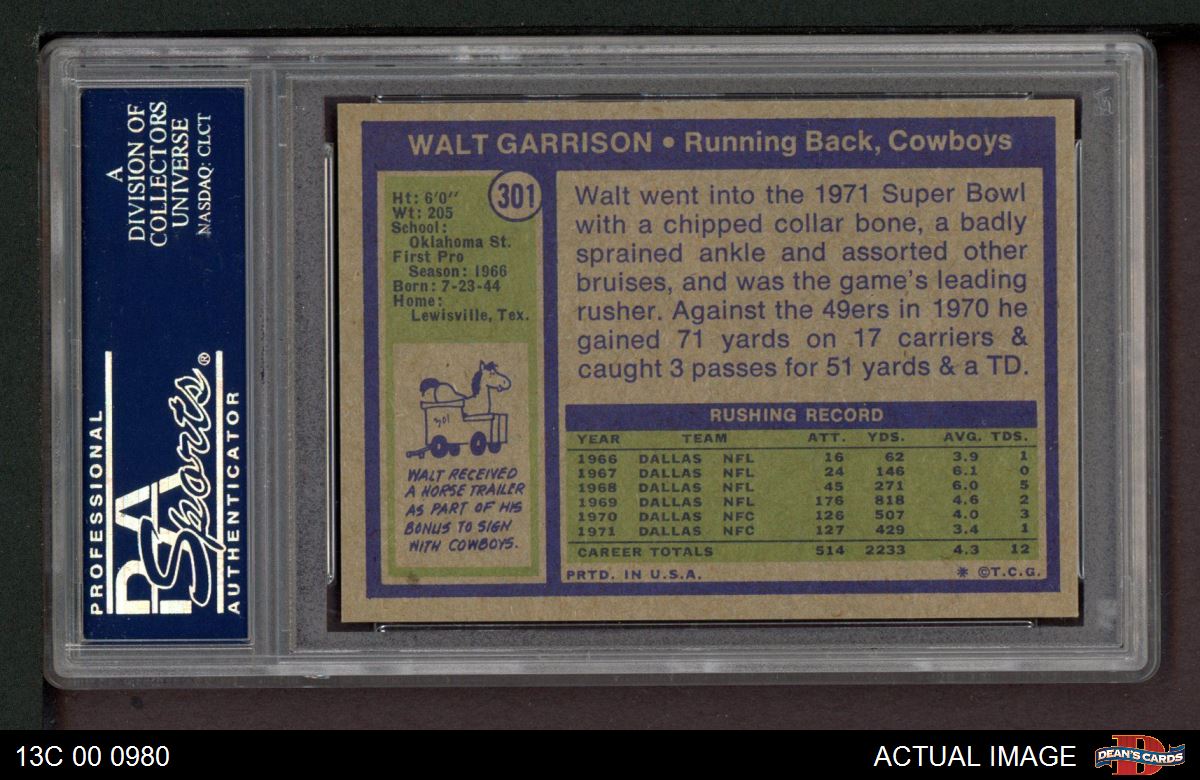 A
DIVISION OF
COLLECTORS
UNIVERSE
NASDAQ: CLCT
PROFESSIONAL
PSA
Sports®
AUTHENTICATOR
WALT GARRISON • Running Back, Cowboys
301
Ht: 6'0"
Wt: 205
School:
Oklahoma St.
First Pro
Season: 1966
Born: 7-23-44
Home:
Lewisville, Tex.
301
WALT RECEIVED
A HORSE TRAILER
AS PART OF HIS
BONUS TO SIGN
WITH COWBOYS.
Walt went into the 1971 Super Bowl
with a chipped collar bone, a badly
sprained ankle and assorted other
bruises, and was the game's leading
rusher. Against the 49ers in 1970 he
gained 71 yards on 17 carriers &
caught 3 passes for 51 yards & a TD.
RUSHING RECORD
YEAR TEAM ATT. YDS. AVG. TDS.
1966 DALLAS NFL 16 62 3.9 1
1967 DALLAS NFL 24 146 6.1 0
1968 DALLAS NFL 45 271 6.0 5
1969 DALLAS NFL 176 818 4.6 2
1970 DALLAS NFC 126 507 4.0 3
1971 DALLAS NFC 127 429 3.4 1
CAREER TOTALS 514 2233 4.3 12
PRTD. IN U.S.A. * ©T.C.G.
13C 00 0980
ACTUAL IMAGE
D
DEAN'S CARDS